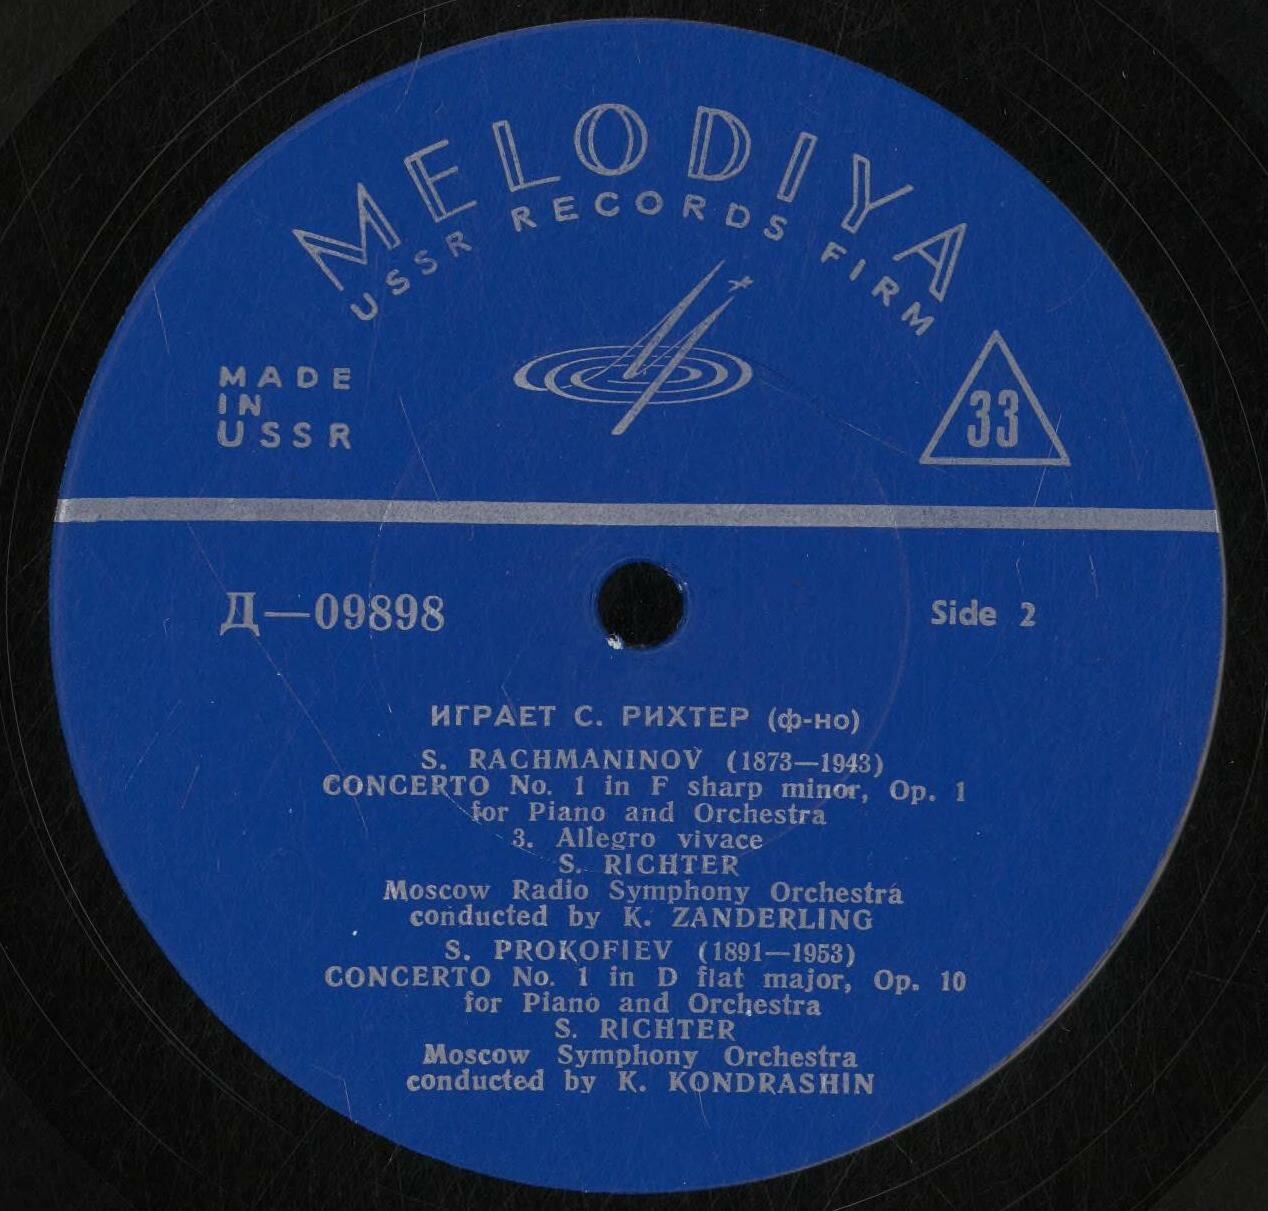 MELODIYA
USSR RECORDS FIRM
MADE
IN
USSR
33
Д—09898
Side 2
ИГРАЕТ С. РИХТЕР (ф-но)
S. RACHMANINOV (1873—1943)
CONCERTO No. 1 in F sharp minor, Op. 1
for Piano and Orchestra
3. Allegro vivace
S. RICHTER
Moscow Radio Symphony Orchestra
conducted by K. ZANDERLING
S. PROKOFIEV (1891—1953)
CONCERTO No. 1 in D flat major, Op. 10
for Piano and Orchestra
S. RICHTER
Moscow Symphony Orchestra
conducted by K. KONDRASHIN